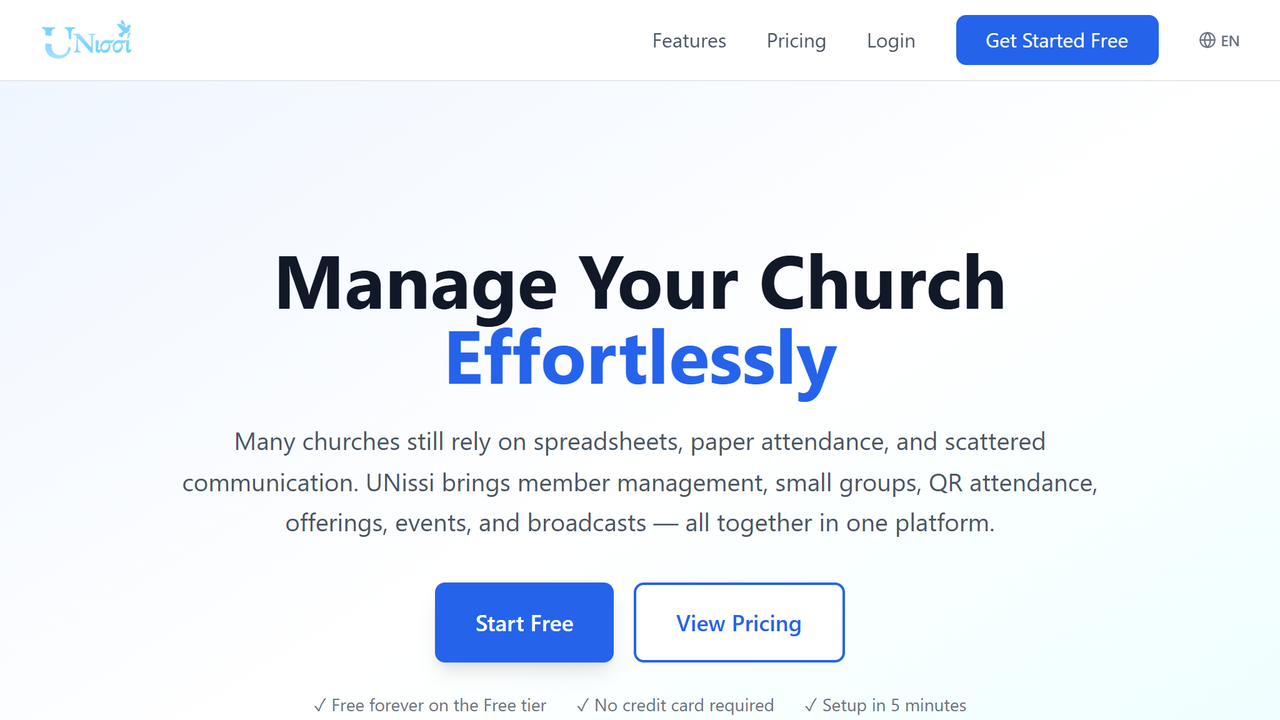 UNissi
Features
Pricing
Login
Get Started Free
EN
Manage Your Church
Effortlessly
Many churches still rely on spreadsheets, paper attendance, and scattered
communication. UNissi brings member management, small groups, QR attendance,
offerings, events, and broadcasts — all together in one platform.
Start Free
View Pricing
✓ Free forever on the Free tier
✓ No credit card required
✓ Setup in 5 minutes